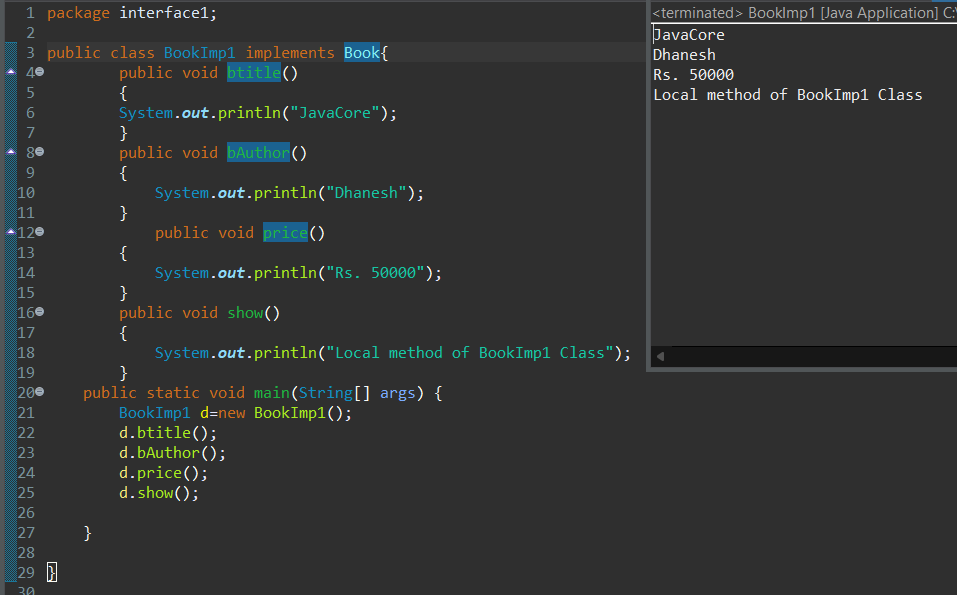 1 package interface1;
2
3 public class BookImp1 implements Book{
4 public void btitle()
5 {
6 System.out.println("JavaCore");
7 }
8 public void bAuthor()
9 {
10 System.out.println("Dhanesh");
11 }
12 public void price()
13 {
14 System.out.println("Rs. 50000");
15 }
16 public void show()
17 {
18 System.out.println("Local method of BookImp1 Class");
19 }
20 public static void main(String[] args) {
21 BookImp1 d=new BookImp1();
22 d.btitle();
23 d.bAuthor();
24 d.price();
25 d.show();
26
27 }
28
29 }
30
<terminated> BookImp1 [Java Application] C:\
JavaCore
Dhanesh
Rs. 50000
Local method of BookImp1 Class